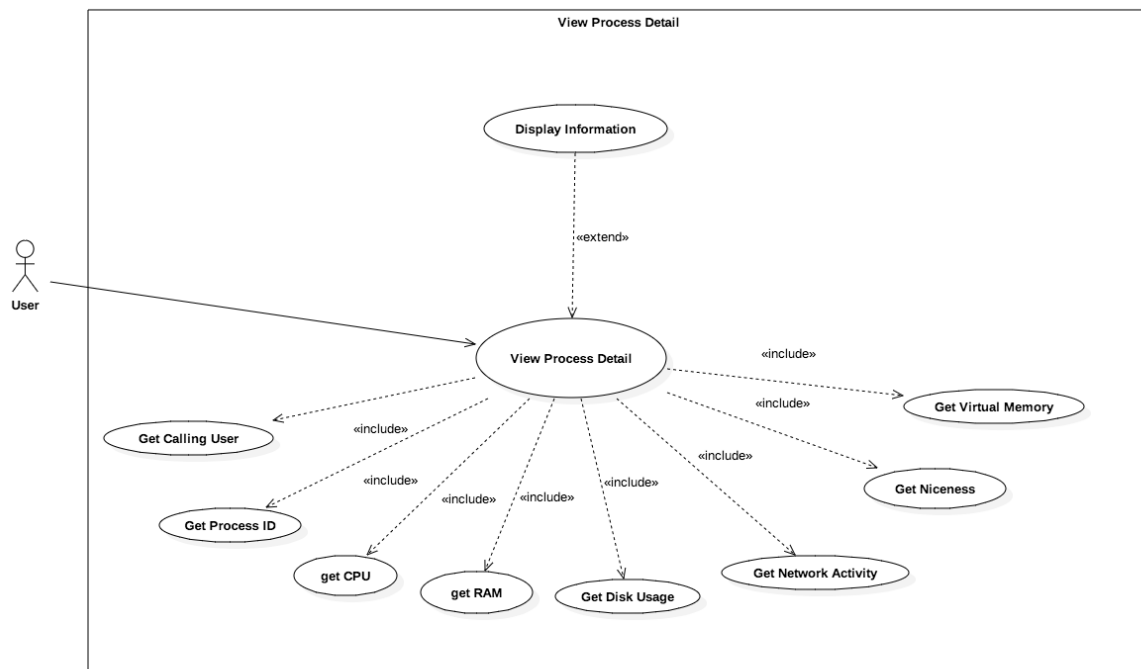 View Process Detail
Display Information
«extend»
User
View Process Detail
«include»
Get Virtual Memory
«include»
Get Calling User
«include»
«include»
Get Niceness
«include»
«include»
«include»
«include»
Get Process ID
Get Network Activity
get CPU
get RAM
Get Disk Usage